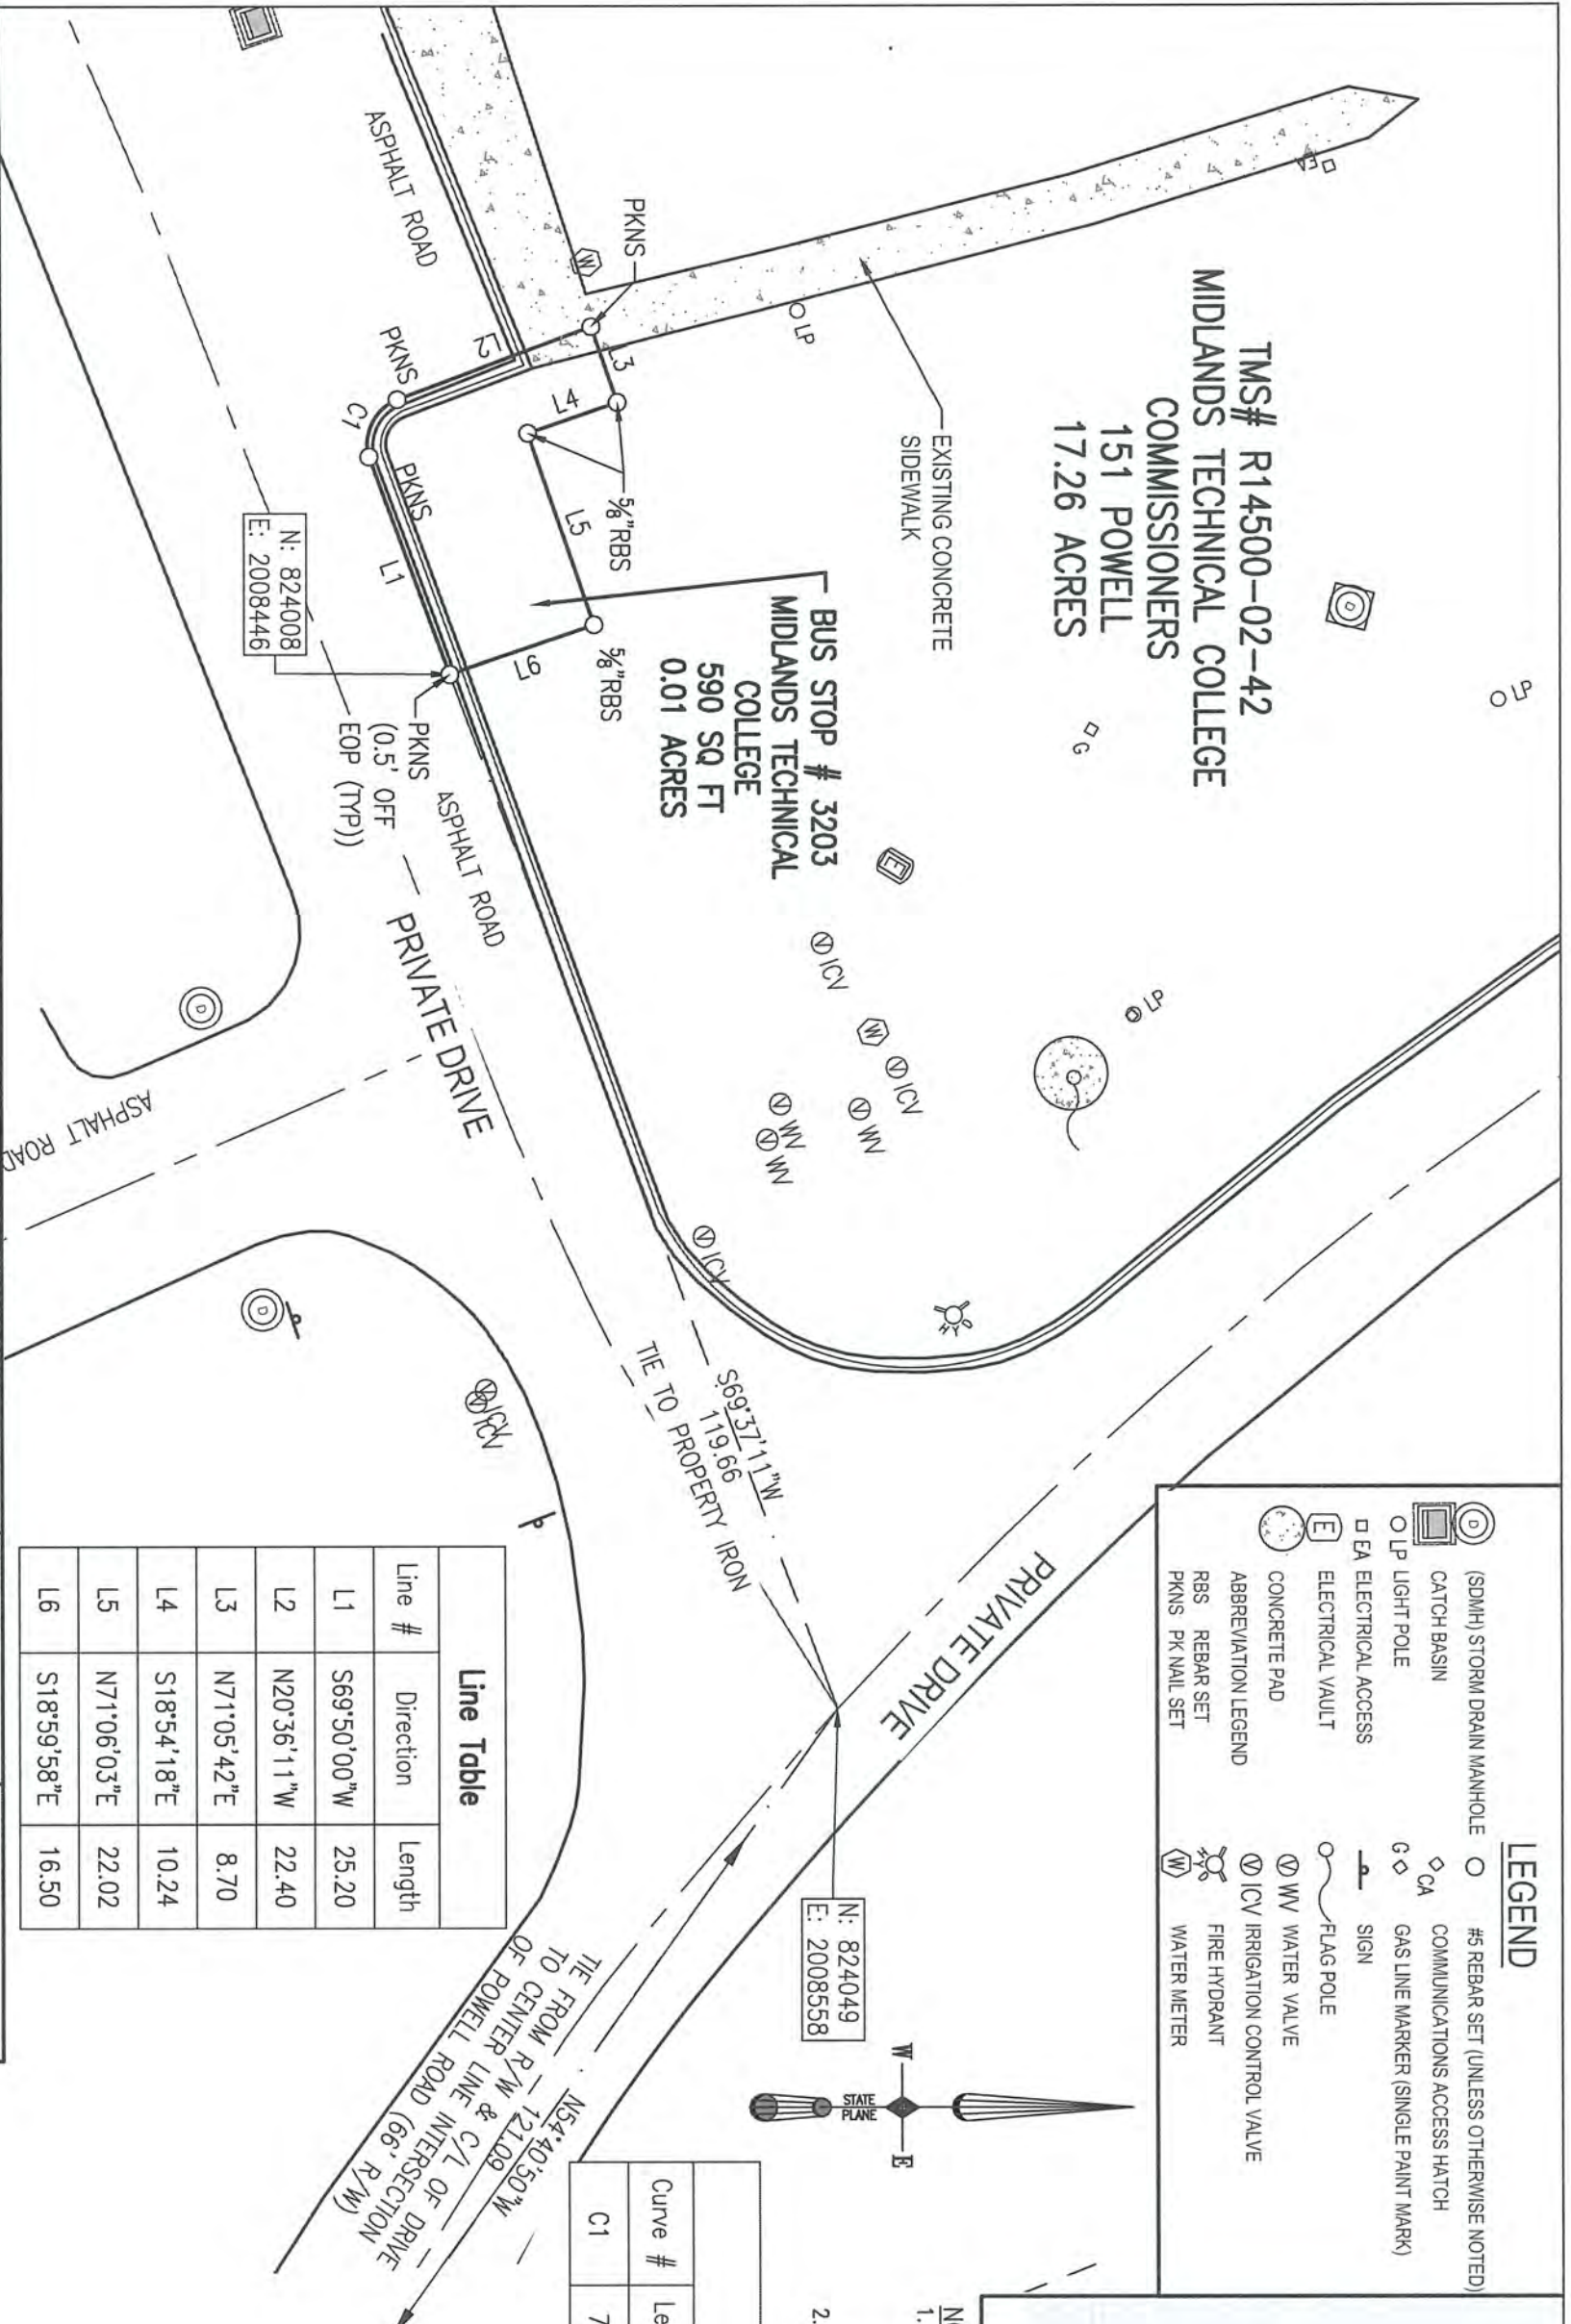 LEGEND
(SDMH) STORM DRAIN MANHOLE
CATCH BASIN
LP LIGHT POLE
EA ELECTRICAL ACCESS
E ELECTRICAL VAULT
CONCRETE PAD
ABBREVIATION LEGEND
RBS REBAR SET
PKNS PK NAIL SET
#5 REBAR SET (UNLESS OTHERWISE NOTED)
CA COMMUNICATIONS ACCESS HATCH
G GAS LINE MARKER (SINGLE PAINT MARK)
SIGN
FLAG POLE
V WV WATER VALVE
V ICV IRRIGATION CONTROL VALVE
HYD FIRE HYDRANT
W WATER METER
D
EA
LP
LP
D
TMS# R14500-02-42
MIDLANDS TECHNICAL COLLEGE
COMMISSIONERS
151 POWELL
17.26 ACRES
G
LP
LP
EXISTING CONCRETE
SIDEWALK
E
V ICV
W
V ICV
V WV
V WV
V WV
V ICV
HYD
BUS STOP # 3203
MIDLANDS TECHNICAL
COLLEGE
590 SQ FT
0.01 ACRES
PKNS
W
L3
5/8"RBS
L4
L5
5/8"RBS
L2
L6
PKNS
C1
PKNS
L1
ASPHALT ROAD
N: 824008
E: 2008446
PKNS
(0.5' OFF
EOP (TYP))
ASPHALT ROAD
PRIVATE DRIVE
ASPHALT ROAD
D
D
V ICV
V ICV
S69°37'11"W
119.66
TIE TO PROPERTY IRON
PRIVATE DRIVE
N: 824049
E: 2008558
W
STATE
PLANE
E
N54°40'50"W
121.09
TIE FROM R/W &
TO CENTER LINE C/L OF DRIVE
OF POWELL ROAD INTERSECTION
(66' R/W)
Line Table
Line # Direction Length
L1 S69°50'00"W 25.20
L2 N20°36'11"W 22.40
L3 N71°05'42"E 8.70
L4 S18°54'18"E 10.24
L5 N71°06'03"E 22.02
L6 S18°59'58"E 16.50
Curve # Le
C1 7
N
1.
2.